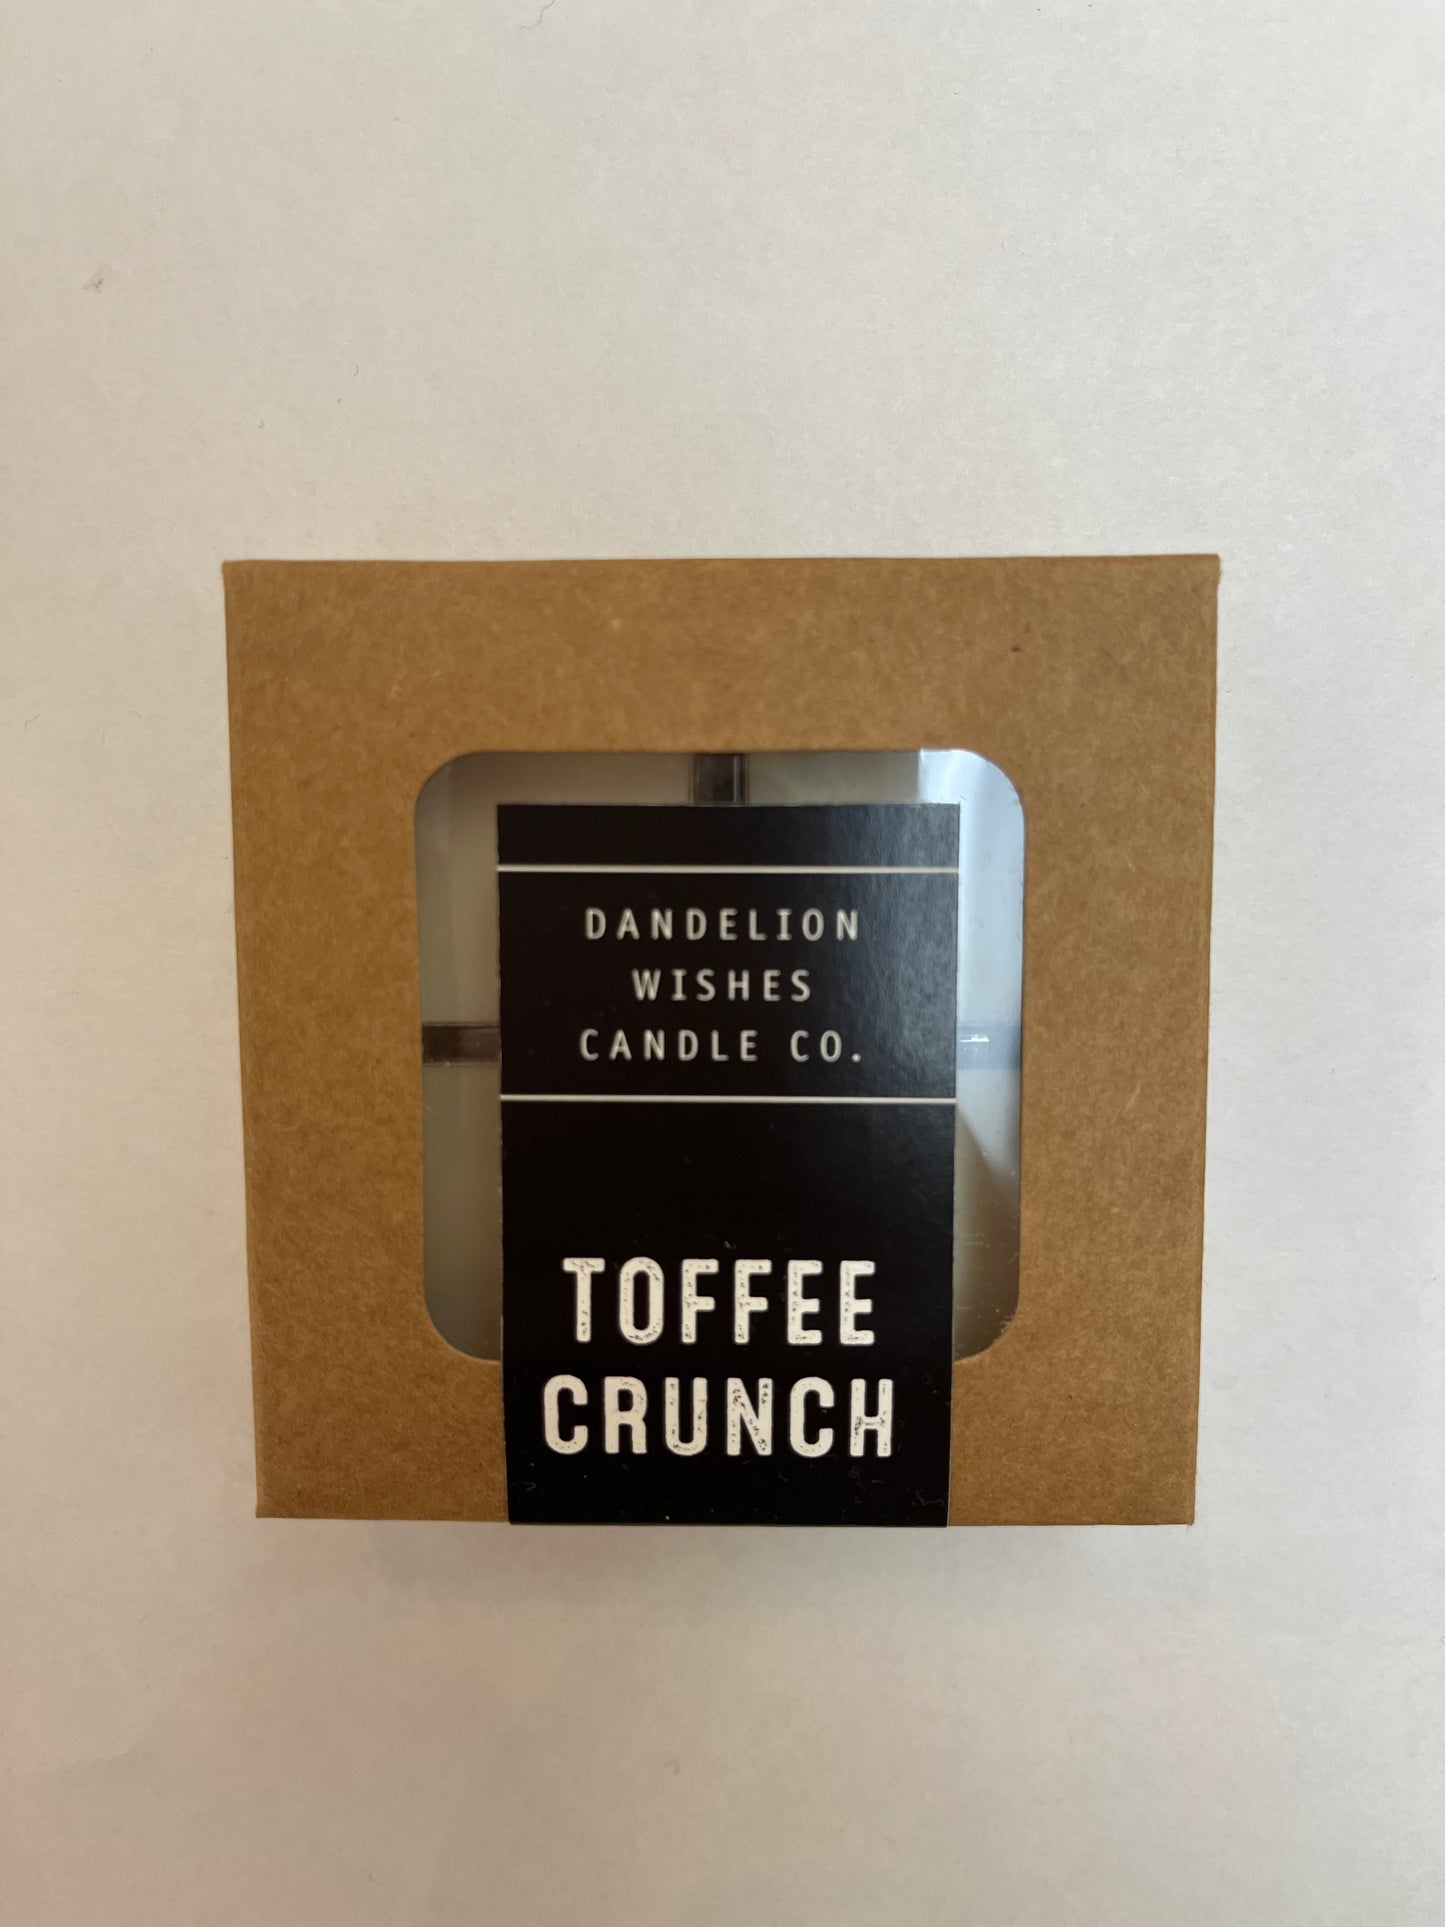 DANDELION
WISHES
CANDLE CO.
TOFFEE
CRUNCH